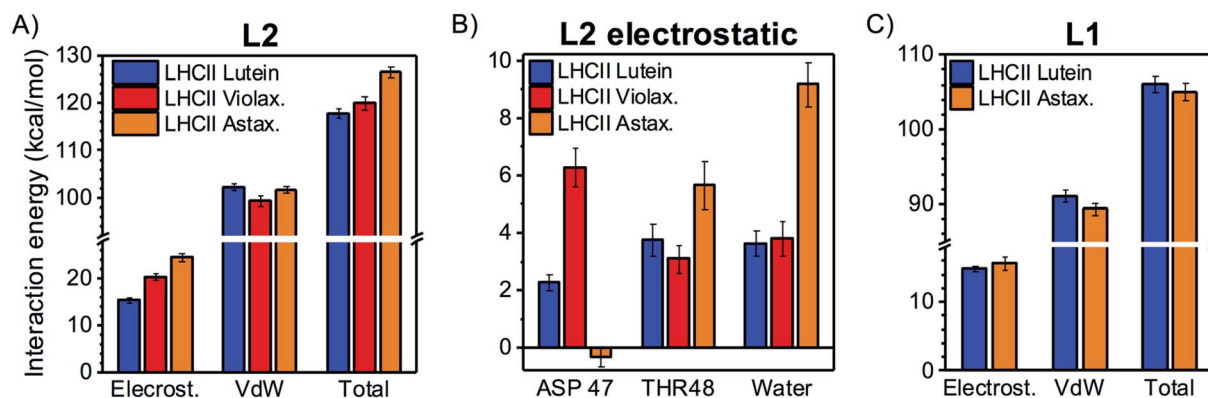 A) L2
Interaction energy (kcal/mol)
130
120
110
100
20
10
0
LHCII Lutein
LHCII Violax.
LHCII Astax.
Elecrost. VdW Total
B) L2 electrostatic
10
8
6
4
2
0
LHCII Lutein
LHCII Violax.
LHCII Astax.
ASP 47 THR48 Water
C) L1
110
100
90
10
0
LHCII Lutein
LHCII Astax.
Electrost. VdW Total